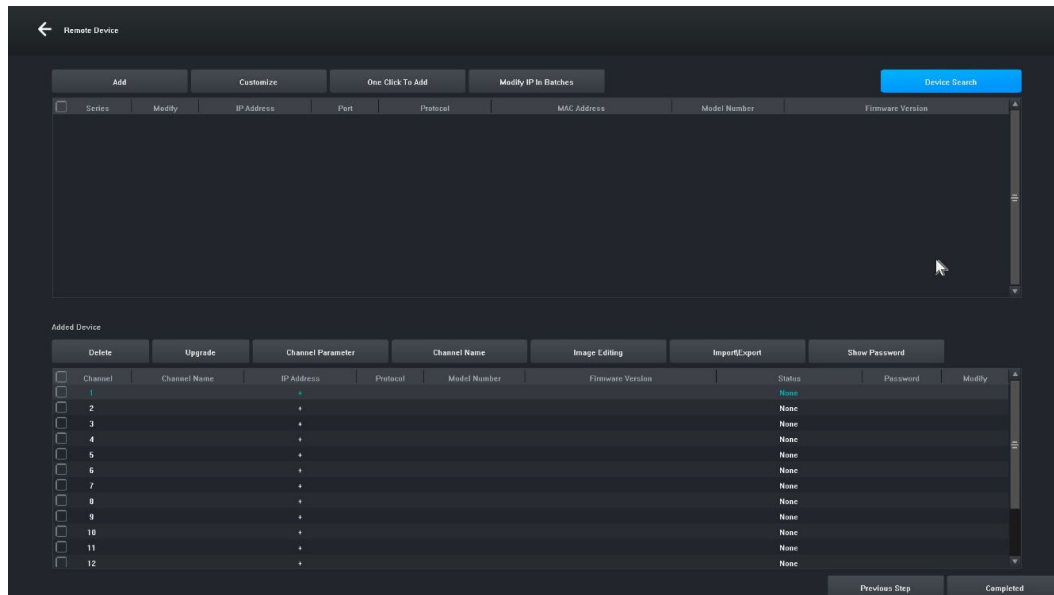 Remote Device
Add Customize One Click To Add Modify IP In Batches Device Search
Series Modify IP Address Port Protocol MAC Address Model Number Firmware Version
Added Device
Delete Upgrade Channel Parameter Channel Name Image Editing Import\Export Show Password
Channel Channel Name IP Address Protocol Model Number Firmware Version Status Password Modify
1 + None
2 + None
3 + None
4 + None
5 + None
6 + None
7 + None
8 + None
9 + None
10 + None
11 + None
12 + None
Previous Step Completed